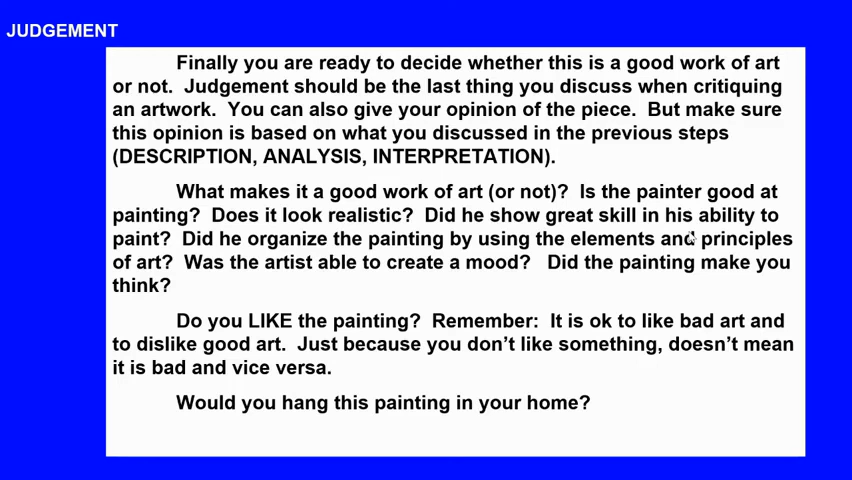 JUDGEMENT
Finally you are ready to decide whether this is a good work of art
or not.  Judgement should be the last thing you discuss when critiquing
an artwork.  You can also give your opinion of the piece.  But make sure
this opinion is based on what you discussed in the previous steps
(DESCRIPTION, ANALYSIS, INTERPRETATION).
What makes it a good work of art (or not)?  Is the painter good at
painting?  Does it look realistic?  Did he show great skill in his ability to
paint?  Did he organize the painting by using the elements and principles
of art?  Was the artist able to create a mood?   Did the painting make you
think?
Do you LIKE the painting?  Remember:  It is ok to like bad art and
to dislike good art.  Just because you don’t like something, doesn’t mean
it is bad and vice versa.
Would you hang this painting in your home?